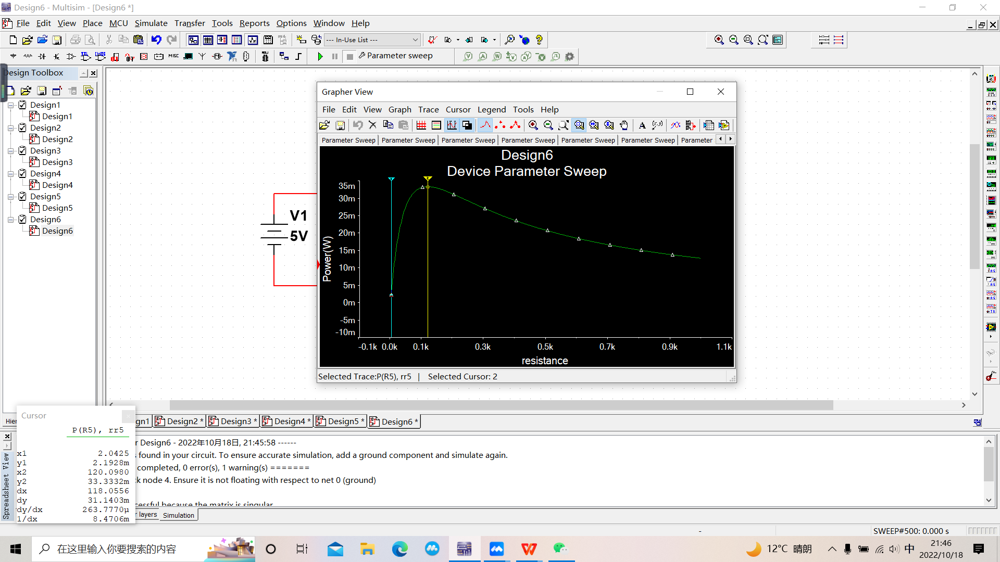 Design6 - Multisim - [Design6 *]
File Edit View Place MCU Simulate Transfer Tools Reports Options Window Help
--- In-Use List ---
MISC
Parameter sweep
Design Toolbox
Design1
Design1
Design2
Design2
Design3
Design3
Design4
Design4
Design5
Design5
Design6
Design6
V1
5V
Grapher View
File Edit View Graph Trace Cursor Legend Tools Help
Parameter Sweep Parameter Sweep Parameter Sweep Parameter Sweep Parameter Sweep Parameter Sweep Parameter
Design6
Device Parameter Sweep
1
2
35m
30m
25m
20m
15m
10m
5m
0m
-5m
-10m
Power(W)
-0.1k 0.0k 0.1k 0.3k 0.5k 0.7k 0.9k 1.1k
resistance
Selected Trace:P(R5), rr5 | Selected Cursor: 2
Hier
gn1 Design2 * Design3 * Design4 * Design5 * Design6 *
Cursor
P(R5), rr5
x1 2.0425
y1 2.1928m
x2 120.0980
y2 33.3332m
dx 118.0556
dy 31.1403m
dy/dx 263.7770µ
1/dx 8.4706m
Spreadsheet View
r Design6 - 2022年10月18日, 21:45:58 ------
s found in your circuit. To ensure accurate simulation, add a ground component and simulate again.
completed, 0 error(s), 1 warning(s) =======
ck node 4. Ensure it is not floating with respect to net 0 (ground)
cessful because the matrix is singular
r layers Simulation
-
SWEEP#500: 0.000 s
在这里输入你要搜索的内容
12°C 晴朗
中
21:46
2022/10/18